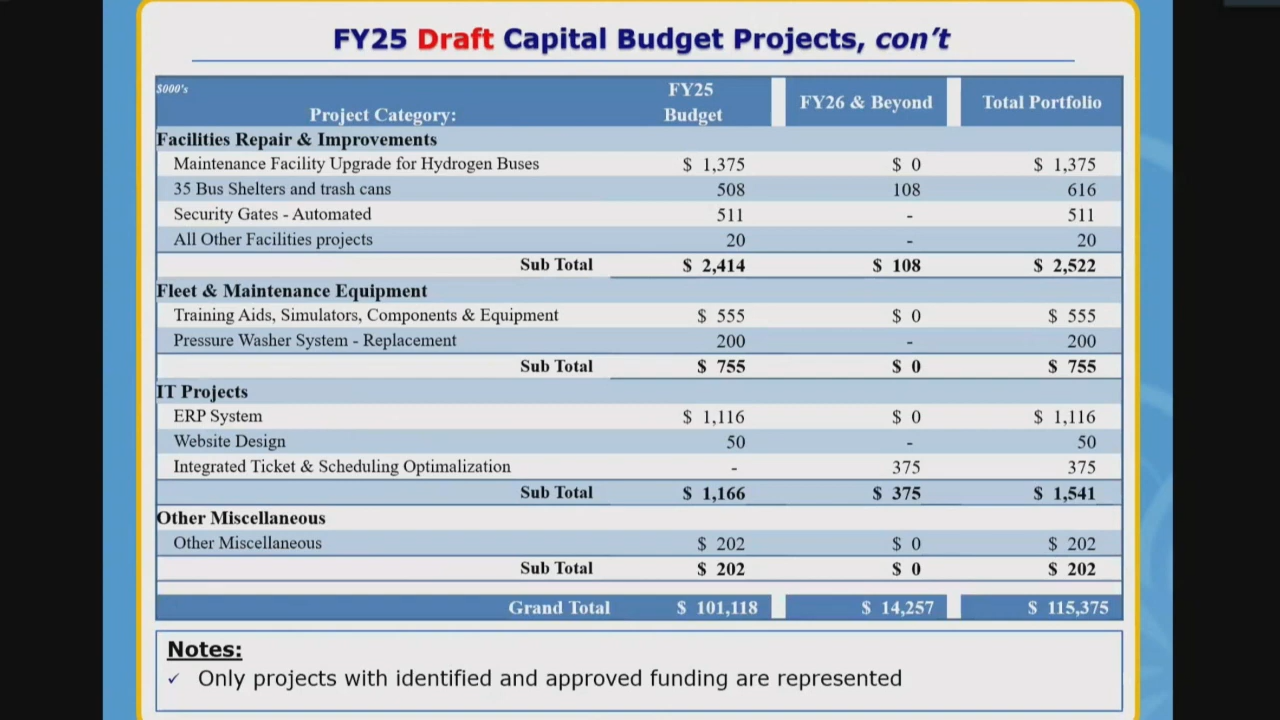 FY25 Draft Capital Budget Projects, con’t
$000's
Project Category: FY25 Budget FY26 & Beyond Total Portfolio
Facilities Repair & Improvements
Maintenance Facility Upgrade for Hydrogen Buses $ 1,375 $ 0 $ 1,375
35 Bus Shelters and trash cans 508 108 616
Security Gates - Automated 511 - 511
All Other Facilities projects 20 - 20
Sub Total $ 2,414 $ 108 $ 2,522
Fleet & Maintenance Equipment
Training Aids, Simulators, Components & Equipment $ 555 $ 0 $ 555
Pressure Washer System - Replacement 200 - 200
Sub Total $ 755 $ 0 $ 755
IT Projects
ERP System $ 1,116 $ 0 $ 1,116
Website Design 50 - 50
Integrated Ticket & Scheduling Optimalization - 375 375
Sub Total $ 1,166 $ 375 $ 1,541
Other Miscellaneous
Other Miscellaneous $ 202 $ 0 $ 202
Sub Total $ 202 $ 0 $ 202
Grand Total $ 101,118 $ 14,257 $ 115,375
Notes:
✓ Only projects with identified and approved funding are represented